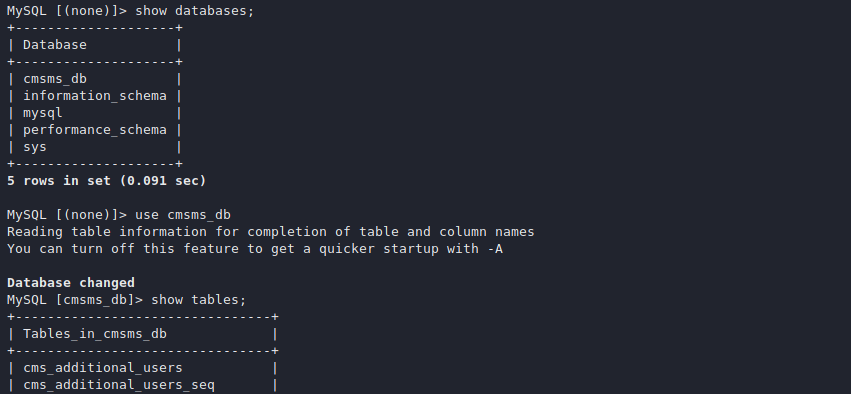 MySQL [(none)]> show databases;
+--------------------+
| Database           |
+--------------------+
| cmsms_db           |
| information_schema |
| mysql              |
| performance_schema |
| sys                |
+--------------------+
5 rows in set (0.091 sec)

MySQL [(none)]> use cmsms_db
Reading table information for completion of table and column names
You can turn off this feature to get a quicker startup with -A

Database changed
MySQL [cmsms_db]> show tables;
+--------------------------------+
| Tables_in_cmsms_db             |
+--------------------------------+
| cms_additional_users           |
| cms_additional_users_seq       |